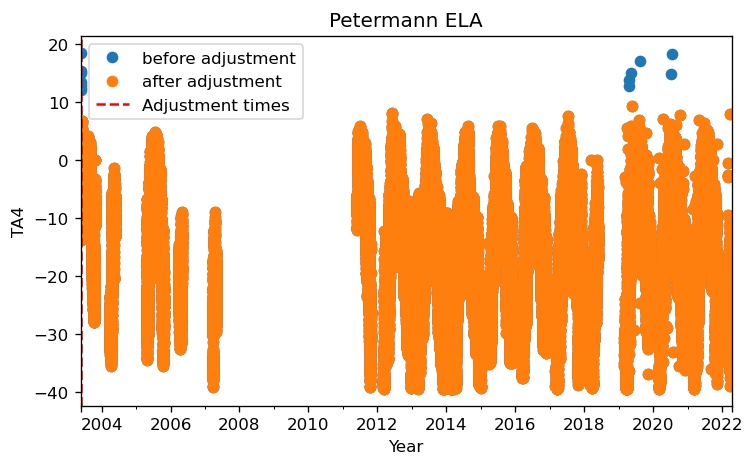 Petermann ELA
before adjustment
after adjustment
Adjustment times
TA4
20
10
0
−10
−20
−30
−40
2004 2006 2008 2010 2012 2014 2016 2018 2020 2022
Year